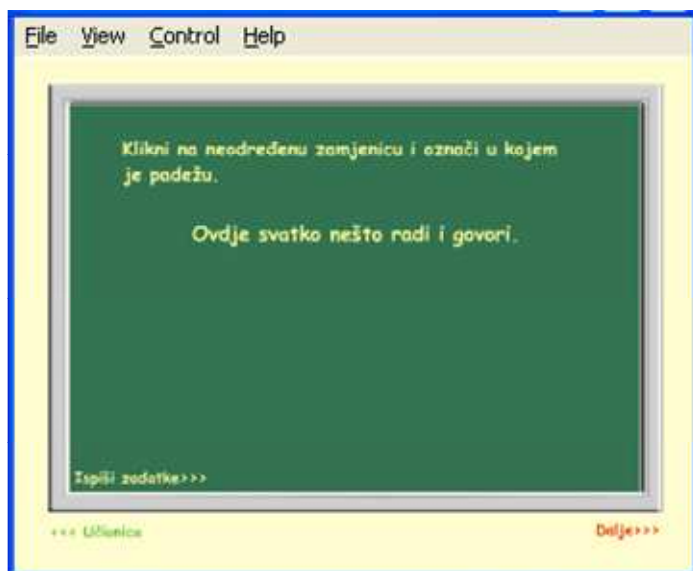 File View Control Help
Klikni na neodređenu zamjenicu i označi u kojem
je padežu.
Ovdje svatko nešto radi i govori.
Ispiši zadatke>>>
<<< Učionica Dalje>>>